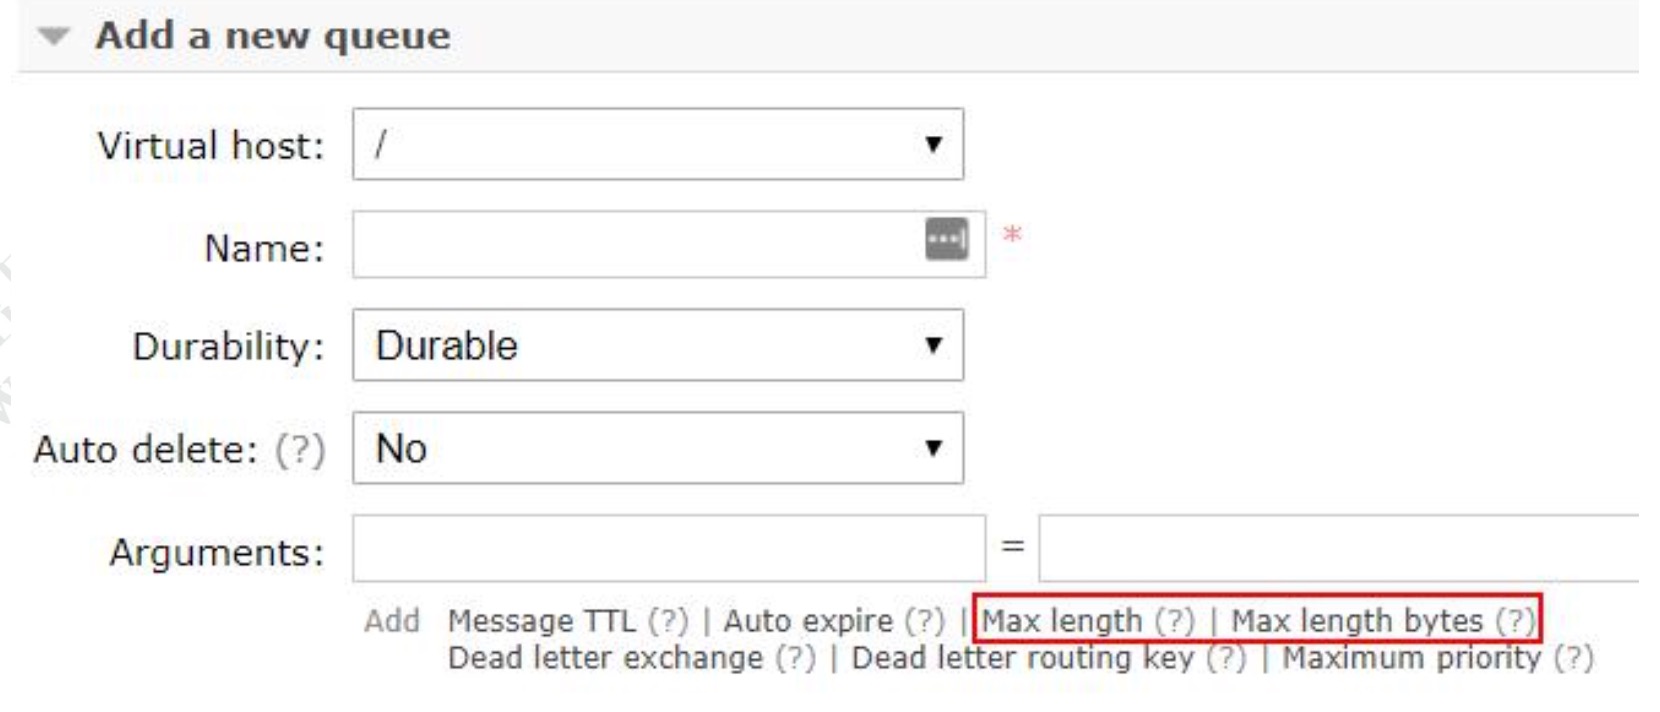 Add a new queue
Virtual host: /
Name: *
Durability: Durable
Auto delete: (?) No
Arguments: =
Add Message TTL (?) | Auto expire (?) | Max length (?) | Max length bytes (?)
Dead letter exchange (?) | Dead letter routing key (?) | Maximum priority (?)